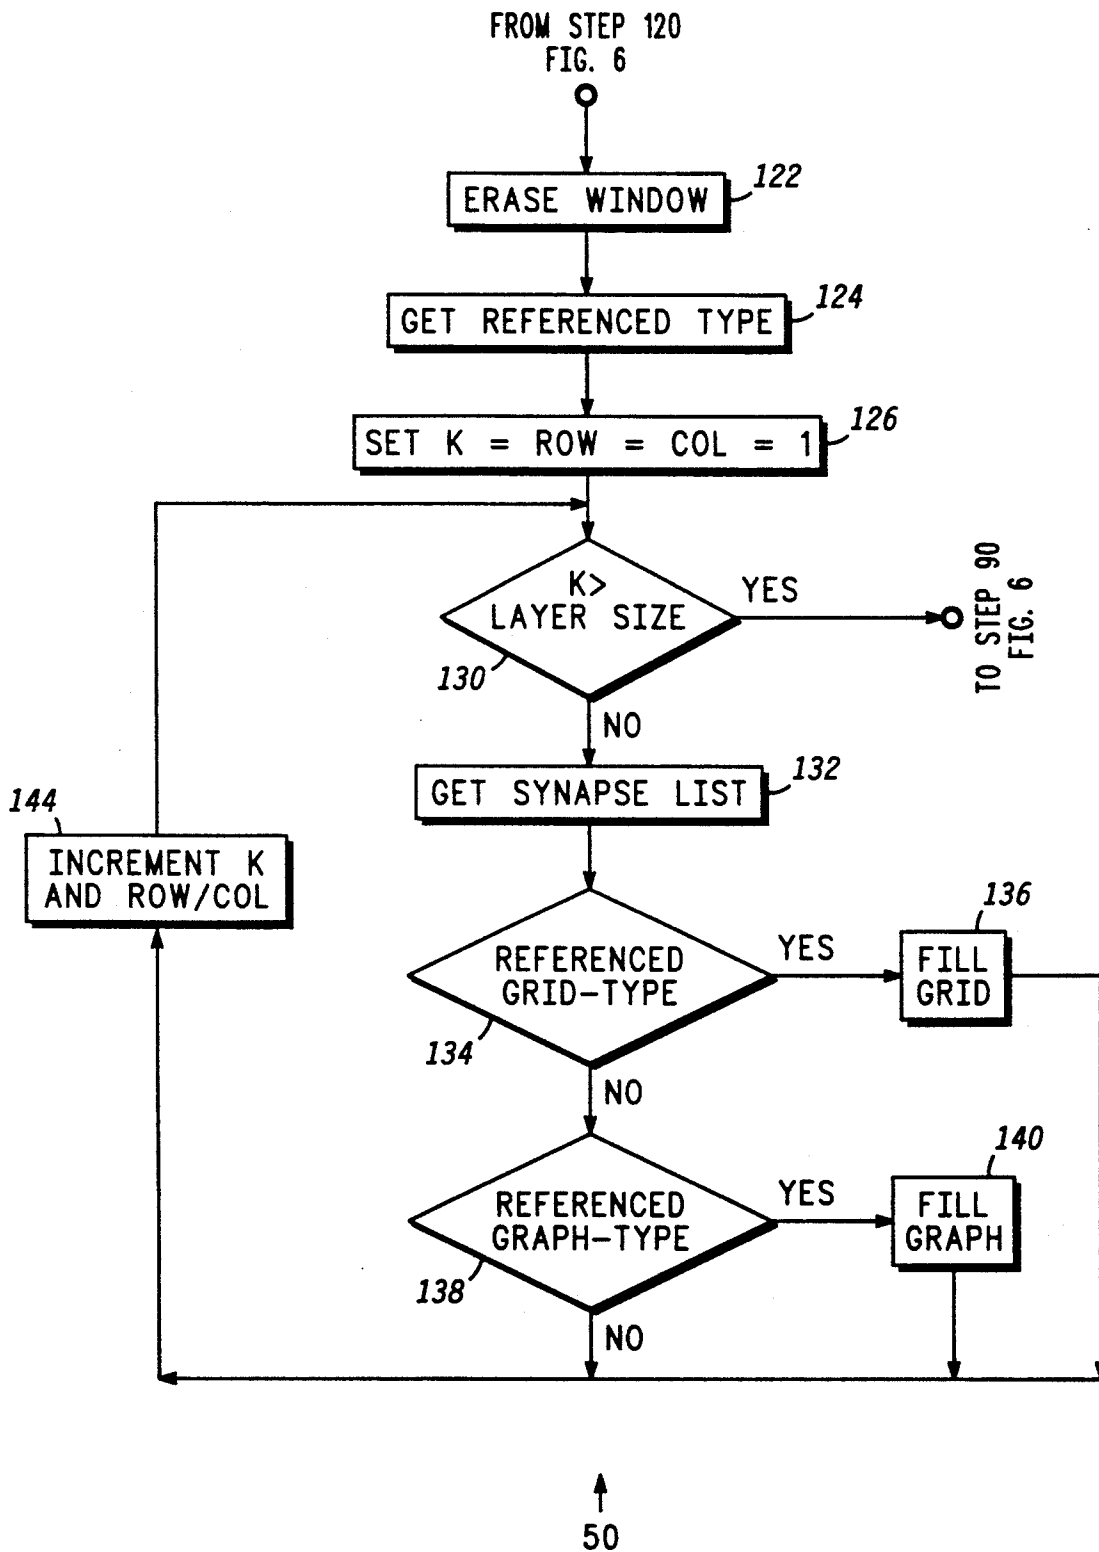 FROM STEP 120
FIG. 6
122
ERASE WINDOW
124
GET REFERENCED TYPE
126
SET K = ROW = COL = 1
K>
LAYER SIZE
YES
TO STEP 90
FIG. 6
130
NO
132
GET SYNAPSE LIST
144
INCREMENT K
AND ROW/COL
136
REFERENCED
GRID-TYPE
YES
FILL
GRID
134
NO
140
REFERENCED
GRAPH-TYPE
YES
FILL
GRAPH
138
NO
50